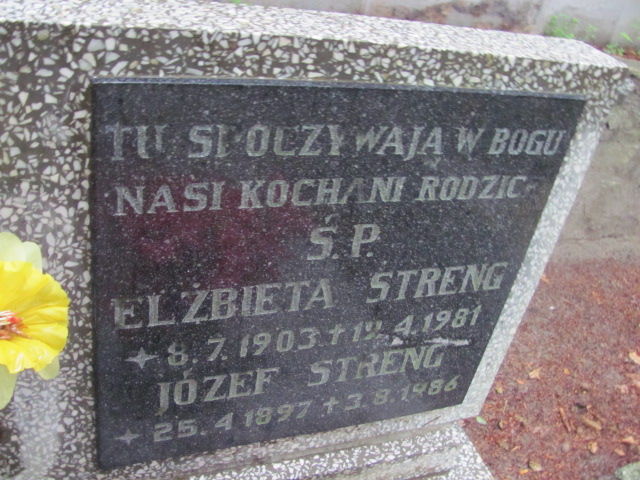 TU SPOCZYWAJĄ W BOGU
NASI KOCHANI RODZICE
Ś.P.
ELŻBIETA STRENG
✦ 8.7.1903 ✝ 19.4.1981
JÓZEF STRENG
✦ 25.4.1897 ✝ 3.8.1986